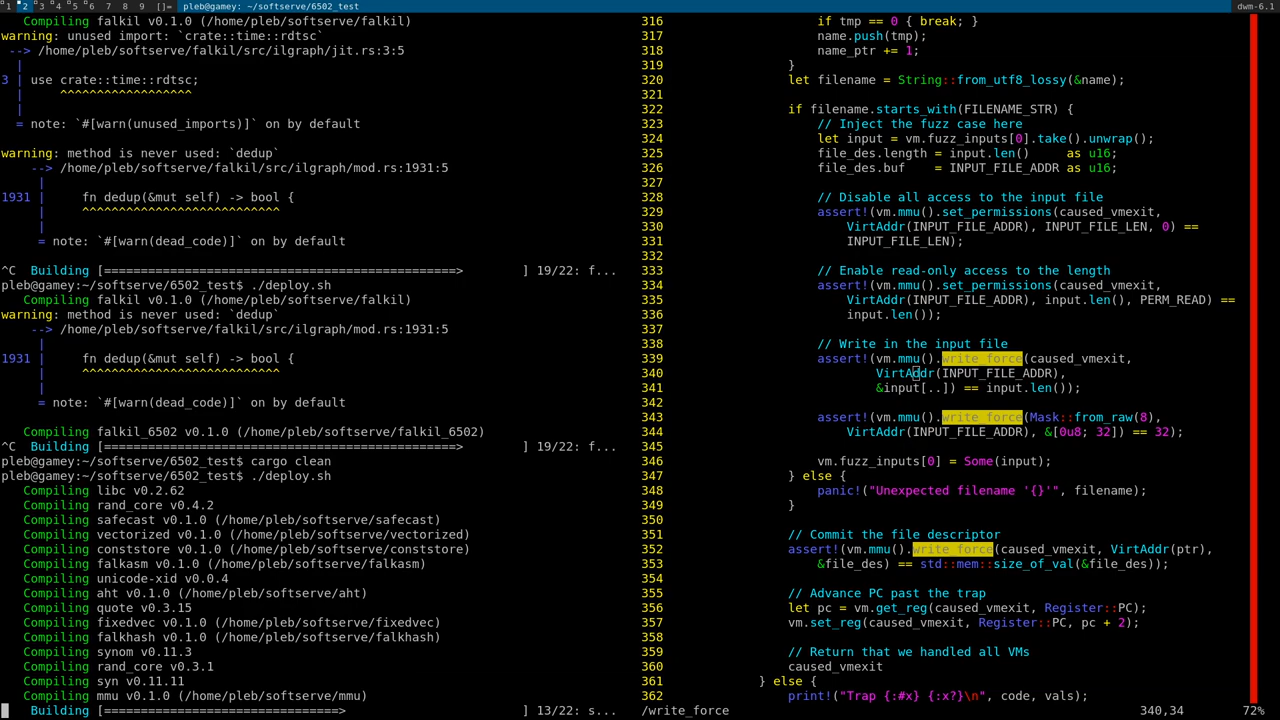 1 2 3 4 5 6 7 8 9 []= pleb@gamey:~/softserve/6502_test dwm-6.1
   Compiling falkil v0.1.0 (/home/pleb/softserve/falkil)
warning: unused import: `crate::time::rdtsc`
 --> /home/pleb/softserve/falkil/src/ilgraph/jit.rs:3:5
  |
3 | use crate::time::rdtsc;
  |     ^^^^^^^^^^^^^^^^^^
  |
  = note: `#[warn(unused_imports)]` on by default
warning: method is never used: `dedup`
    --> /home/pleb/softserve/falkil/src/ilgraph/mod.rs:1931:5
     |
1931 |     fn dedup(&mut self) -> bool {
     |     ^^^^^^^^^^^^^^^^^^^^^^^^^^^
     |
     = note: `#[warn(dead_code)]` on by default
^C  Building [================================================>         ] 19/22: f...
pleb@gamey:~/softserve/6502_test$ ./deploy.sh
   Compiling falkil v0.1.0 (/home/pleb/softserve/falkil)
warning: method is never used: `dedup`
    --> /home/pleb/softserve/falkil/src/ilgraph/mod.rs:1931:5
     |
1931 |     fn dedup(&mut self) -> bool {
     |     ^^^^^^^^^^^^^^^^^^^^^^^^^^^
     |
     = note: `#[warn(dead_code)]` on by default
   Compiling falkil_6502 v0.1.0 (/home/pleb/softserve/falkil_6502)
^C  Building [================================================>         ] 19/22: f...
pleb@gamey:~/softserve/6502_test$ cargo clean
pleb@gamey:~/softserve/6502_test$ ./deploy.sh
   Compiling libc v0.2.62
   Compiling rand_core v0.4.2
   Compiling safecast v0.1.0 (/home/pleb/softserve/safecast)
   Compiling vectorized v0.1.0 (/home/pleb/softserve/vectorized)
   Compiling conststore v0.1.0 (/home/pleb/softserve/conststore)
   Compiling falkasm v0.1.0 (/home/pleb/softserve/falkasm)
   Compiling unicode-xid v0.0.4
   Compiling aht v0.1.0 (/home/pleb/softserve/aht)
   Compiling quote v0.3.15
   Compiling fixedvec v0.1.0 (/home/pleb/softserve/fixedvec)
   Compiling falkhash v0.1.0 (/home/pleb/softserve/falkhash)
   Compiling synom v0.11.3
   Compiling rand_core v0.3.1
   Compiling syn v0.11.11
   Compiling mmu v0.1.0 (/home/pleb/softserve/mmu)
    Building [================================>                         ] 13/22: s...
316                     if tmp == 0 { break; }
317                     name.push(tmp);
318                     name_ptr += 1;
319                 }
320                 let filename = String::from_utf8_lossy(&name);
321
322                 if filename.starts_with(FILENAME_STR) {
323                     // Inject the fuzz case here
324                     let input = vm.fuzz_inputs[0].take().unwrap();
325                     file_des.length = input.len()     as u16;
326                     file_des.buf    = INPUT_FILE_ADDR as u16;
327
328                     // Disable all access to the input file
329                     assert!(vm.mmu().set_permissions(caused_vmexit,
330                         VirtAddr(INPUT_FILE_ADDR), INPUT_FILE_LEN, 0) ==
331                         INPUT_FILE_LEN);
332
333                     // Enable read-only access to the length
334                     assert!(vm.mmu().set_permissions(caused_vmexit,
335                         VirtAddr(INPUT_FILE_ADDR), input.len(), PERM_READ) ==
336                         input.len());
337
338                     // Write in the input file
339                     assert!(vm.mmu().write_force(caused_vmexit,
340                             VirtAddr(INPUT_FILE_ADDR),
341                             &input[..]) == input.len());
342
343                     assert!(vm.mmu().write_force(Mask::from_raw(8),
344                         VirtAddr(INPUT_FILE_ADDR), &[0u8; 32]) == 32);
345
346                     vm.fuzz_inputs[0] = Some(input);
347                 } else {
348                     panic!("Unexpected filename '{}'", filename);
349                 }
350
351                 // Commit the file descriptor
352                 assert!(vm.mmu().write_force(caused_vmexit, VirtAddr(ptr),
353                     &file_des) == std::mem::size_of_val(&file_des));
354
355                 // Advance PC past the trap
356                 let pc = vm.get_reg(caused_vmexit, Register::PC);
357                 vm.set_reg(caused_vmexit, Register::PC, pc + 2);
358
359                 // Return that we handled all VMs
360                 caused_vmexit
361             } else {
362                 print!("Trap {:#x} {:x?}\n", code, vals);
/write_force 340,34 72%